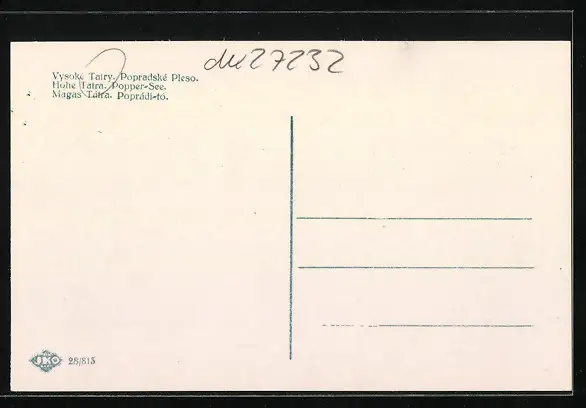 du27232
Vysoké Tatry. Popradské Pleso.
Hohe Tatra. Popper-See.
Magas Tátra. Poprádi-tó.
28/815